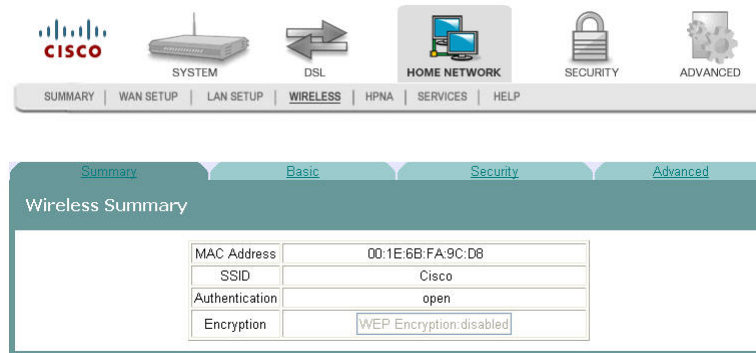 CISCO
SYSTEM DSL HOME NETWORK SECURITY ADVANCED
SUMMARY | WAN SETUP | LAN SETUP | WIRELESS | HPNA | SERVICES | HELP
Summary Basic Security Advanced
Wireless Summary
MAC Address 00:1E:6B:FA:9C:D8
SSID Cisco
Authentication open
Encryption WEP Encryption:disabled